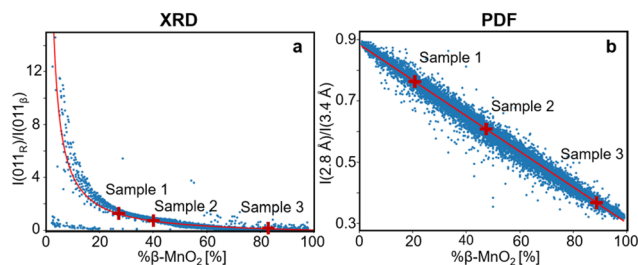 XRD
PDF
a
b
I(011R)/I(011β)
12
8
4
0
0
20
40
60
80
100
%β-MnO2 [%]
Sample 1
Sample 2
Sample 3
I(2.8 Å)/I(3.4 Å)
0.9
0.7
0.5
0.3
0
20
40
60
80
100
%β-MnO2 [%]
Sample 1
Sample 2
Sample 3